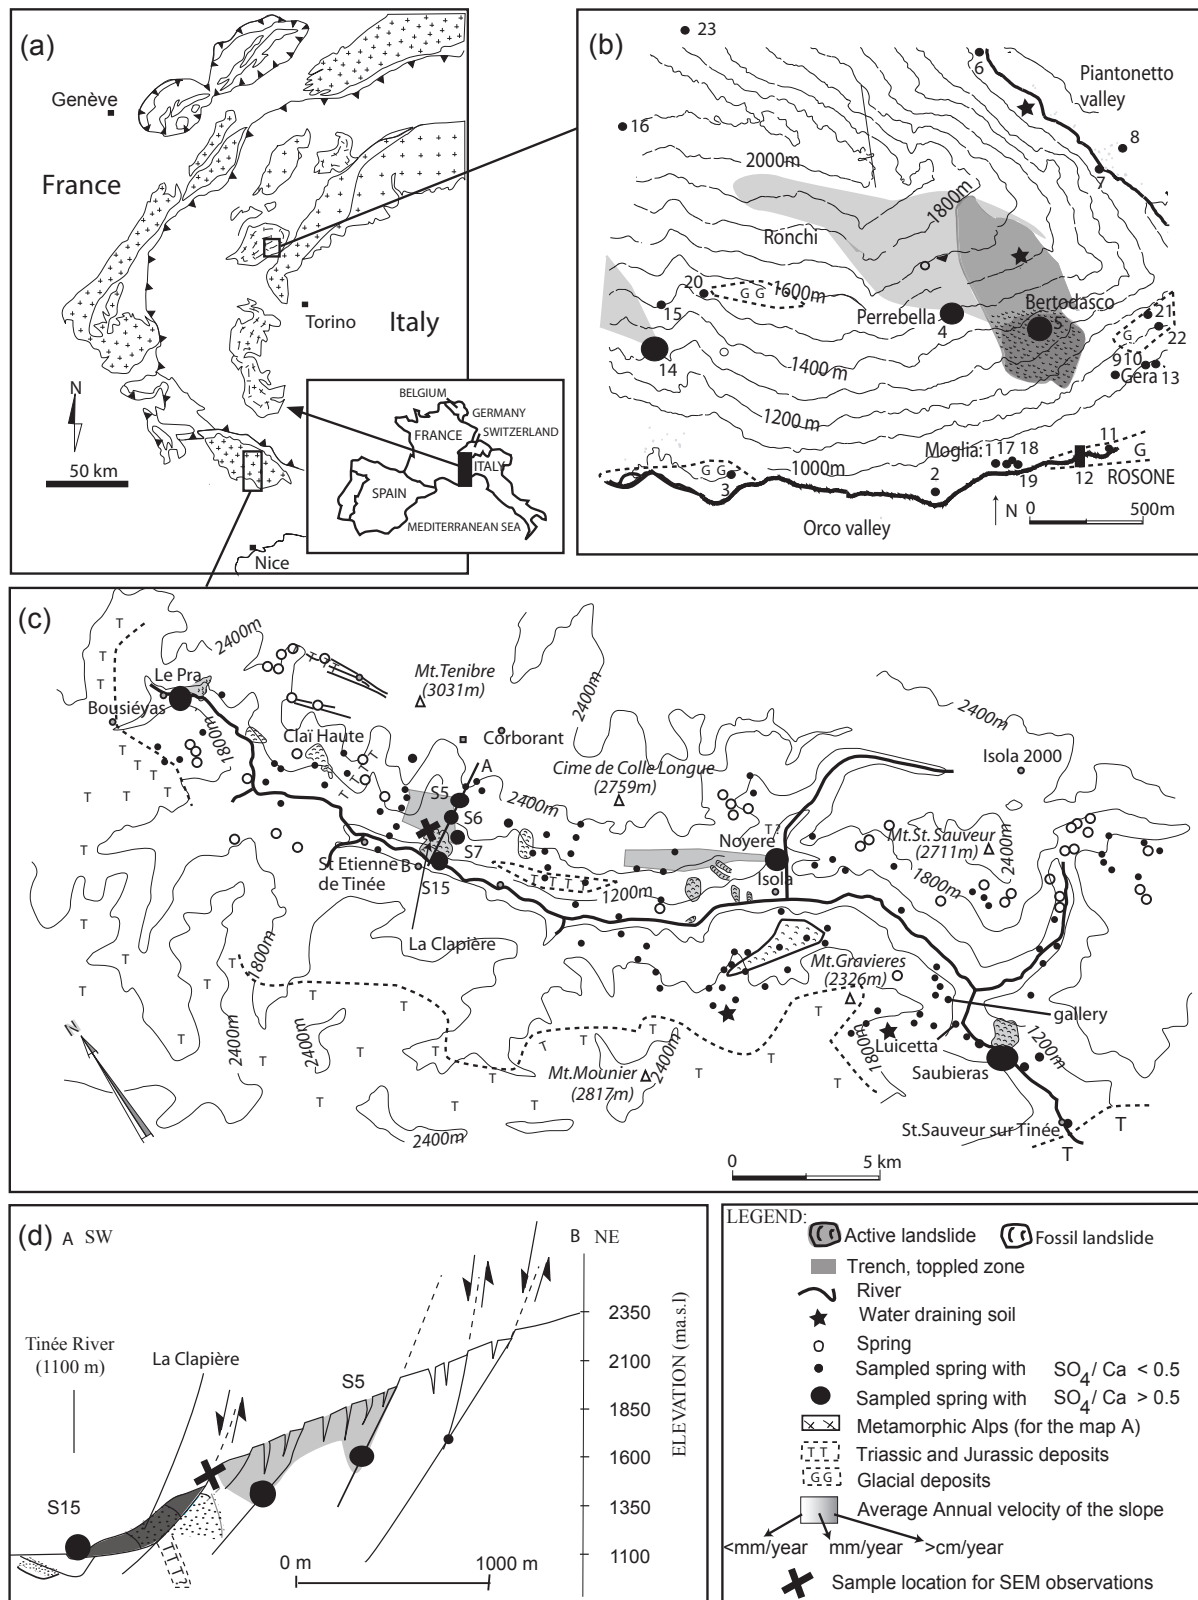 (a)
Genève
France
Torino
Italy
N
50 km
Nice
BELGIUM
GERMANY
SWITZERLAND
FRANCE
ITALY
SPAIN
MEDITERRANEAN SEA
(b)
23
6
Piantonetto
valley
16
8
7
2000m
1800m
Ronchi
20
G G
1600m
15
Perrebella
4
Bertodasco
5
21
G
22
14
1400m
9 10
13
Gera
1200 m
Moglia: 1 17 18
11
G
G G
1000m
3
2
19
12
ROSONE
Orco valley
N
0
500m
(c)
2400m
Le Pra
Bousiéyas
1800m
Mt.Tenibre
(3031m)
Claï Haute
Corborant
A
2400m
2400m
Isola 2000
Cime de Colle Longue
(2759m)
S5
2400m
S6
S7
Noyere
T?
Mt.St. Sauveur
(2711m)
2400m
St Etienne
de Tinée
B
S15
T T T T
1200m
Isola
1800m
La Clapière
1800m
Mt.Gravieres
(2326m)
gallery
N
2400m
2400m
Luicetta
1800m
1200m
Saubieras
Mt.Mounier
(2817m)
2400m
2400m
St.Sauveur sur Tinée
T
T
0
5 km
(d)
A SW
B NE
2350
Tinée River
(1100 m)
La Clapière
S5
2100
1850
1600
S15
1350
1100
ELEVATION (ma.s.l)
T T T?
0 m
1000 m
LEGEND:
Active landslide
Fossil landslide
Trench, toppled zone
River
Water draining soil
Spring
Sampled spring with SO4/ Ca < 0.5
Sampled spring with SO4/ Ca > 0.5
Metamorphic Alps (for the map A)
T T Triassic and Jurassic deposits
GG Glacial deposits
Average Annual velocity of the slope
<mm/year mm/year >cm/year
Sample location for SEM observations